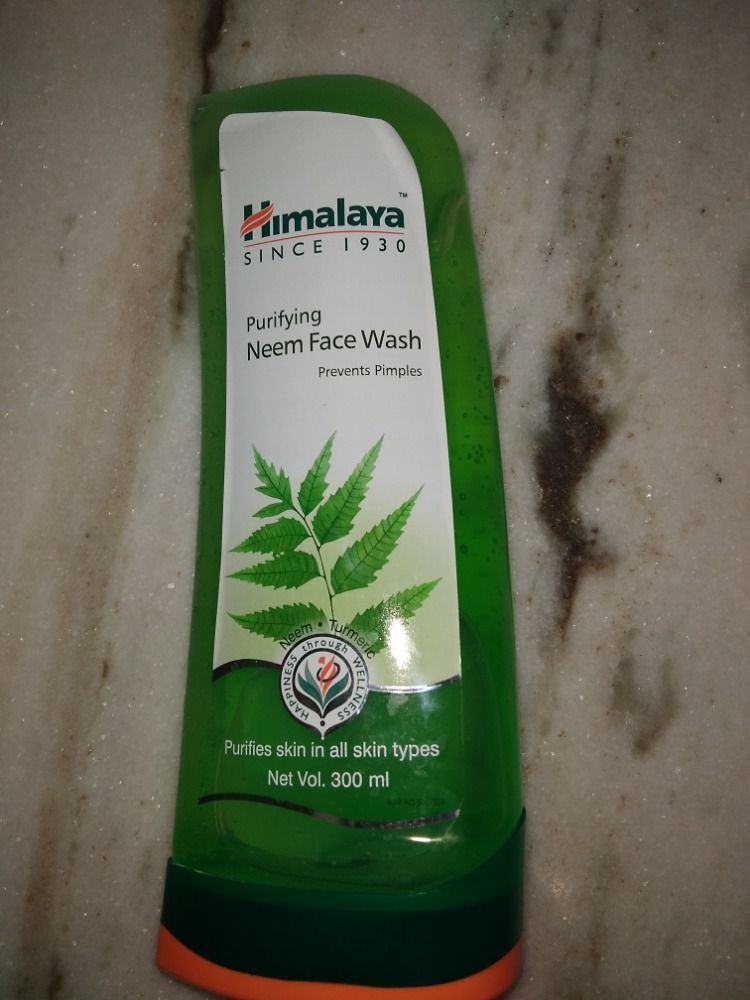 Himalaya™
SINCE 1930
Purifying
Neem Face Wash
Prevents Pimples
Neem • Turmeric
HAPPINESS through WELLNESS
Purifies skin in all skin types
Net Vol. 300 ml